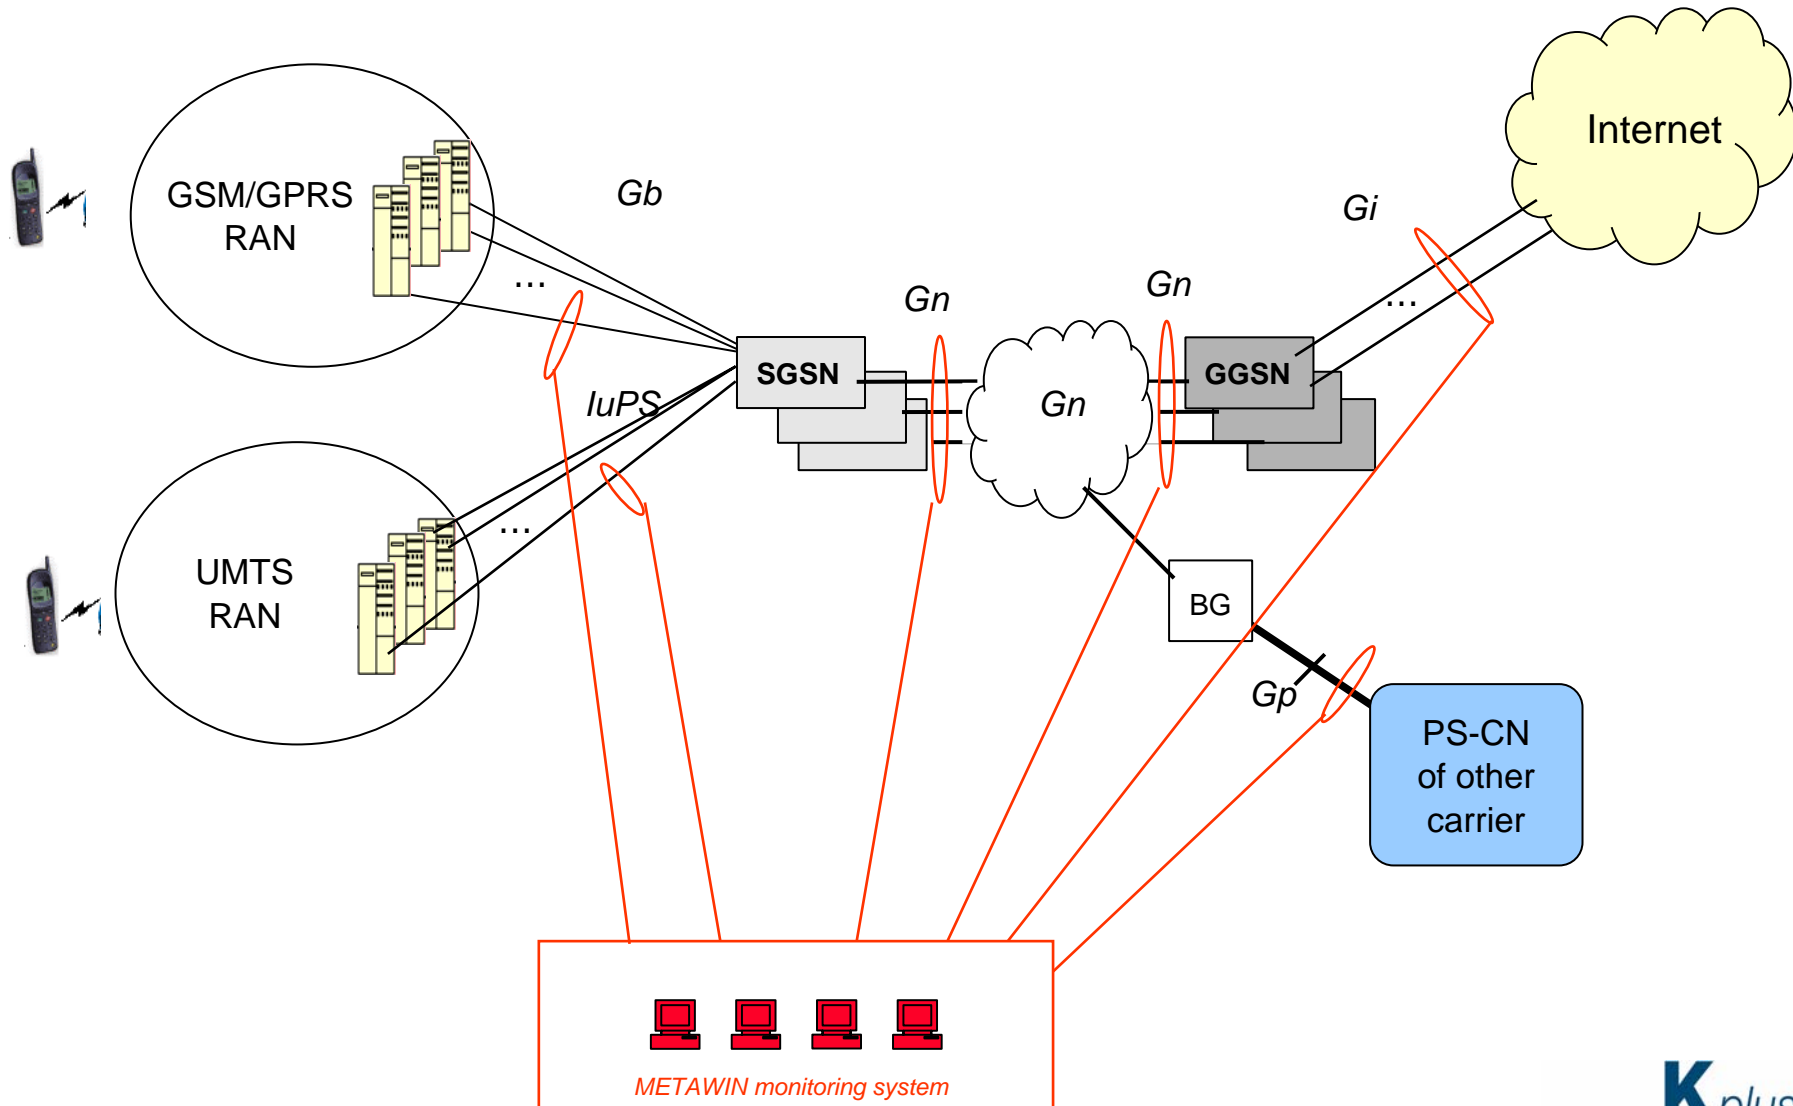 Internet
GSM/GPRS
RAN
Gb
Gi
...
...
Gn
Gn
SGSN
GGSN
IuPS
Gn
...
UMTS
RAN
BG
Gp
PS-CN
of other
carrier
METAWIN monitoring system
K plus